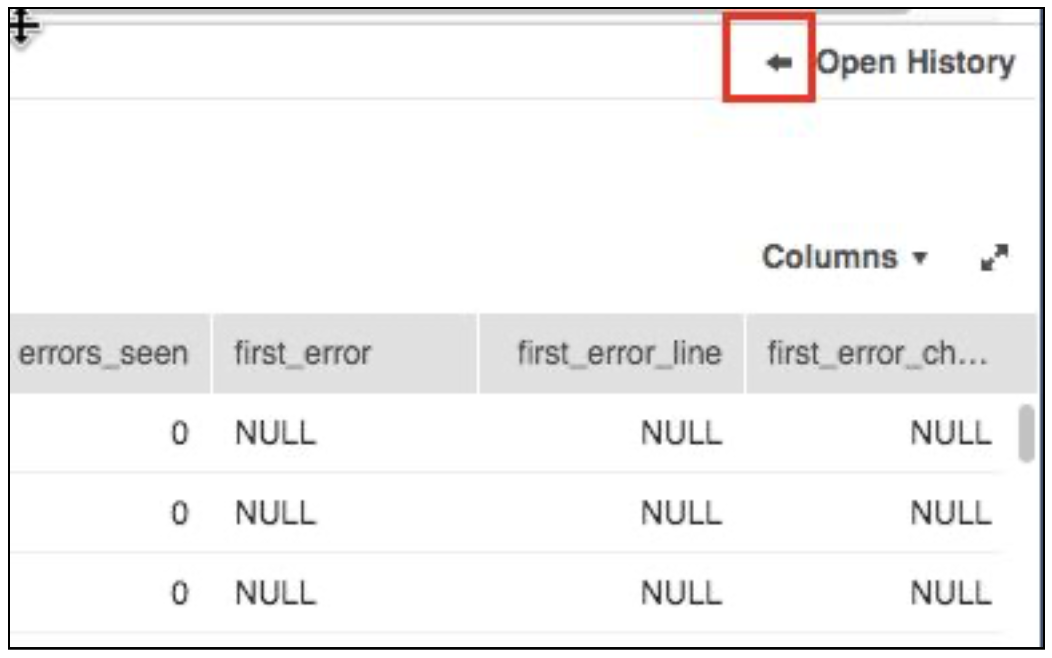 Open History
Columns
errors_seen first_error first_error_line first_error_ch...
0 NULL NULL NULL
0 NULL NULL NULL
0 NULL NULL NULL